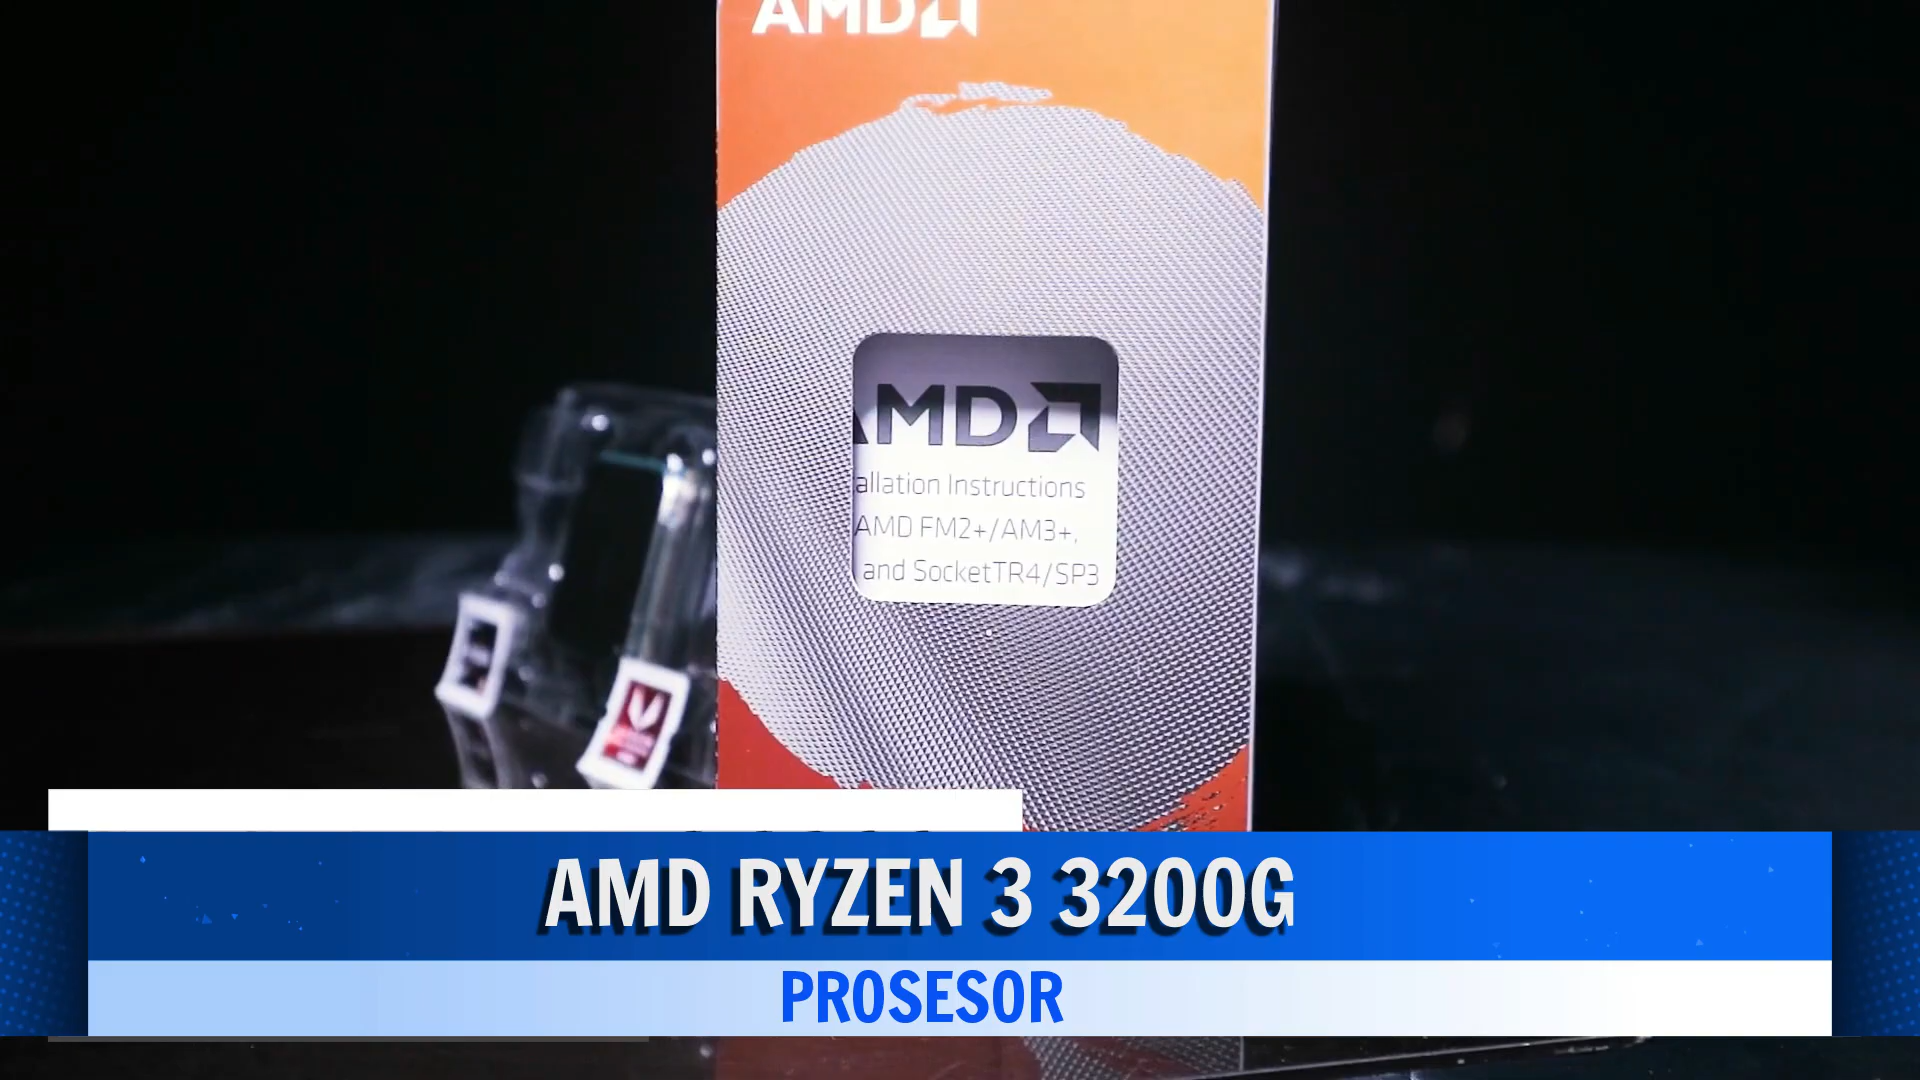 AMD
AMD
allation Instructions
AMD FM2+/AM3+,
and SocketTR4/SP3
AMD RYZEN 3 3200G
PROSESOR